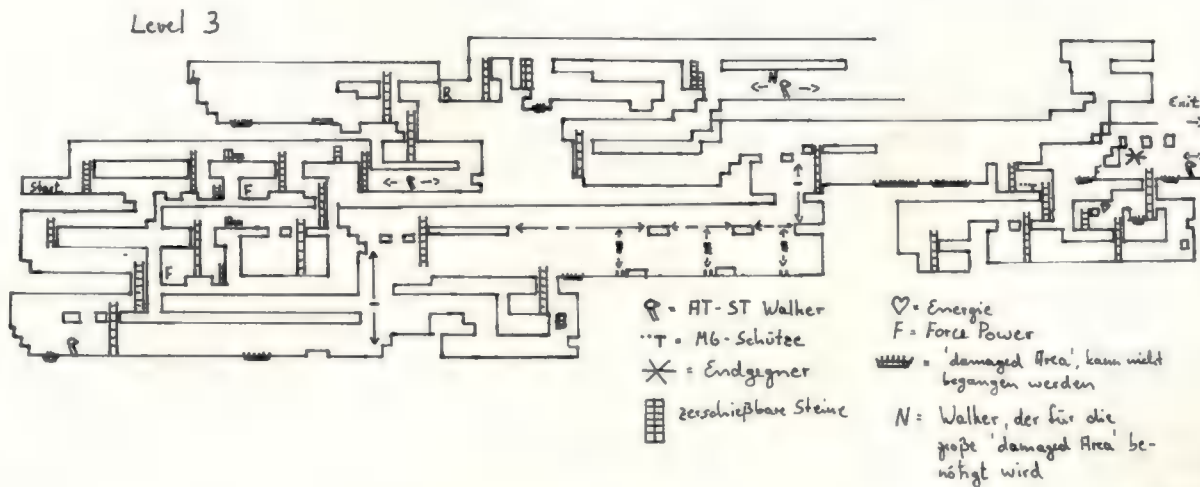 Level 3
Start
F
F
R
N
Exit
= AT-ST Walker
= MG-Schütze
= Endgegner
zerschießbare Steine
= Energie
F = Force Power
= 'damaged Area', kann nicht
begangen werden
N = Walker, der für die
große 'damaged Area' be-
nötigt wird